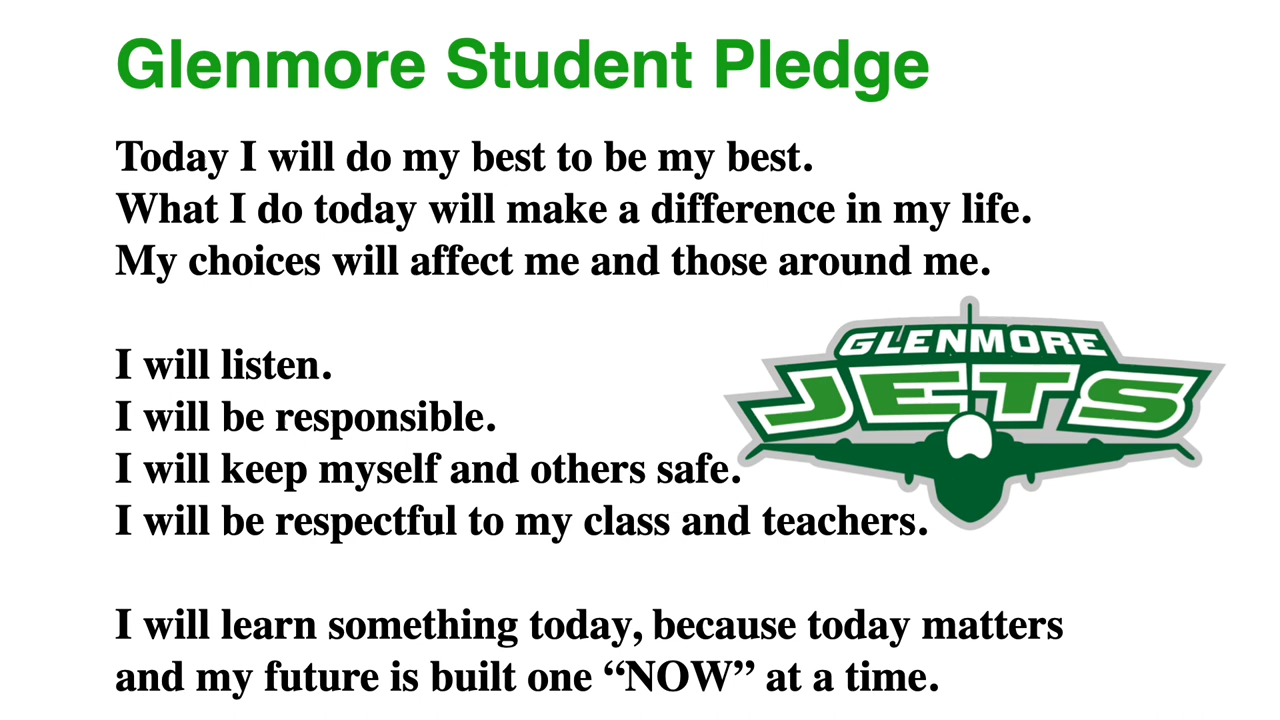 Glenmore Student Pledge
Today I will do my best to be my best.
What I do today will make a difference in my life.
My choices will affect me and those around me.
I will listen.
I will be responsible.
I will keep myself and others safe.
I will be respectful to my class and teachers.
GLENMORE
JETS
I will learn something today, because today matters
and my future is built one “NOW” at a time.